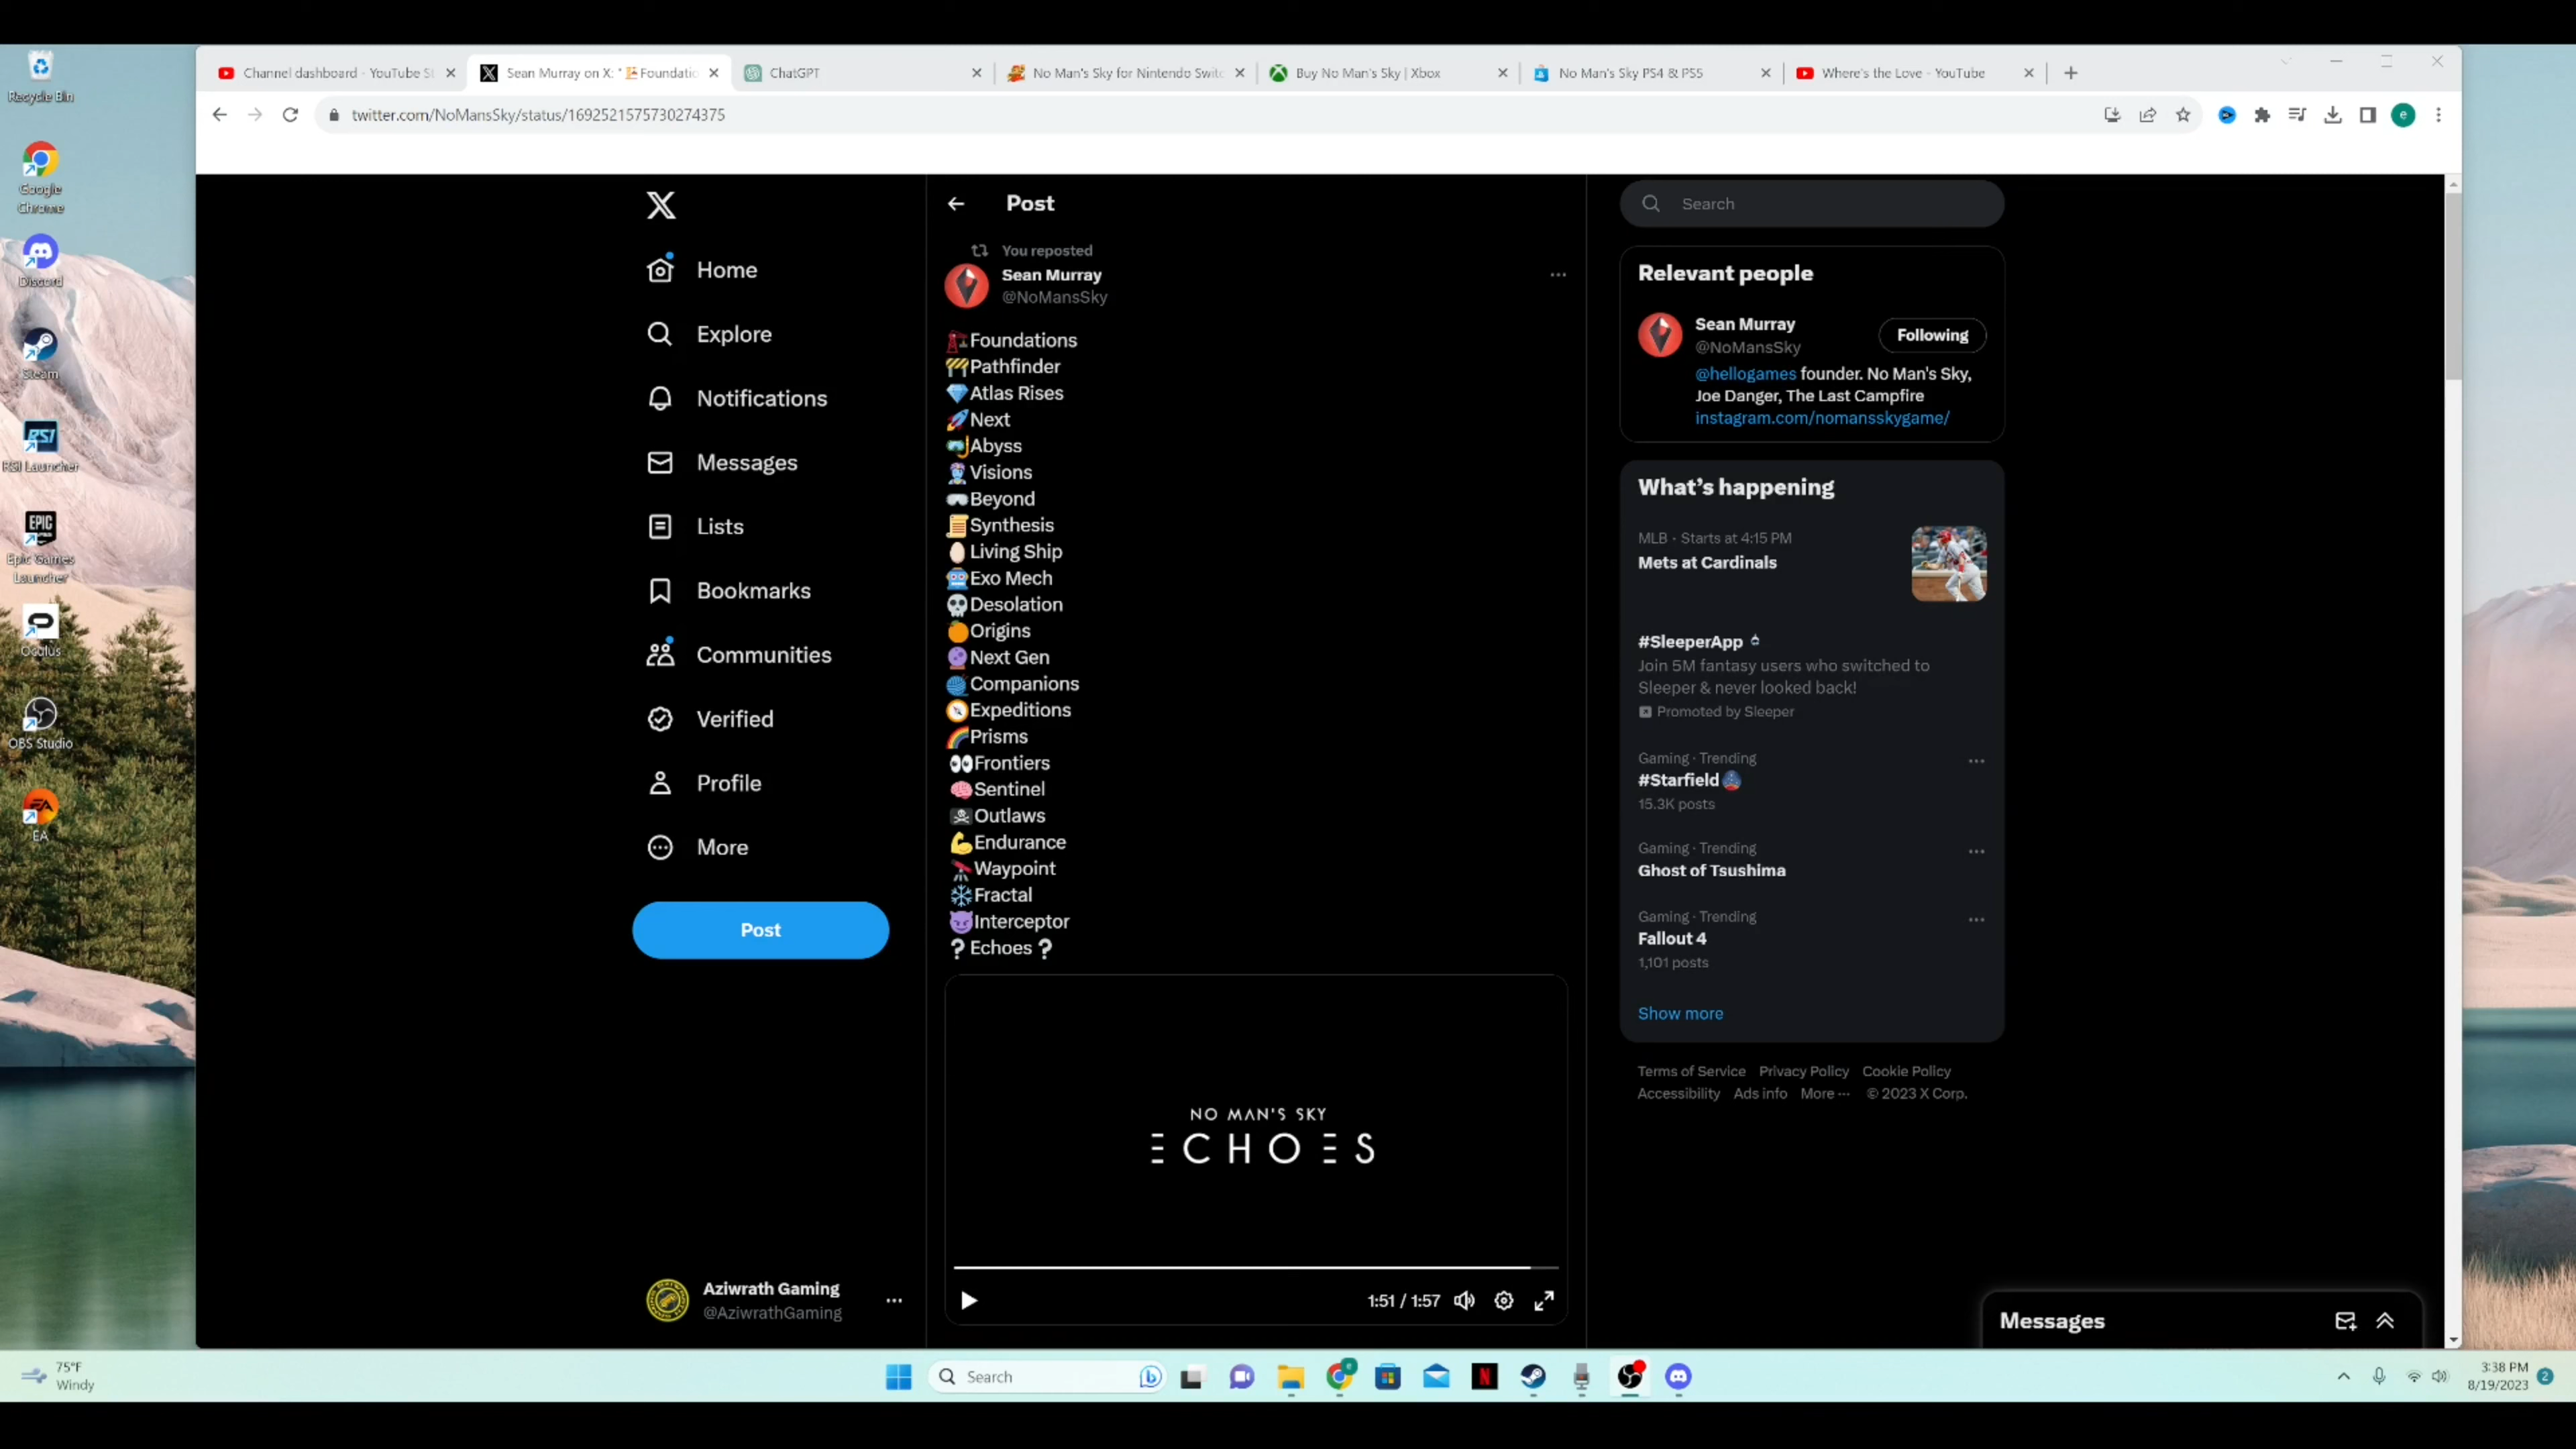 Recycle Bin
Google
Chrome
Discord
Steam
RSI
RSI Launcher
EPIC
GAMES
Epic Games
Launcher
Oculus
OBS Studio
EA
EA
Channel dashboard - YouTube St
Sean Murray on X: "🏗Foundatio
ChatGPT
No Man's Sky for Nintendo Switc
Buy No Man's Sky | Xbox
No Man's Sky PS4 & PS5
Where's the Love - YouTube
twitter.com/NoMansSky/status/1692521575730274375
e
Home
Explore
Notifications
Messages
Lists
Bookmarks
Communities
Verified
Profile
More
Post
Aziwrath Gaming
@AziwrathGaming
Post
You reposted
Sean Murray
@NoMansSky
🏗Foundations
🚧Pathfinder
💎Atlas Rises
🚀Next
🤿Abyss
Visions
🥽Beyond
📜Synthesis
🥚Living Ship
🤖Exo Mech
💀Desolation
🍊Origins
🔮Next Gen
🧶Companions
🧭Expeditions
🌈Prisms
👀Frontiers
🧠Sentinel
🏴‍☠️Outlaws
💪Endurance
🔭Waypoint
❄️Fractal
😈Interceptor
❔Echoes❔
NO MAN'S SKY
ECHOES
1:51 / 1:57
Search
Relevant people
Sean Murray
@NoMansSky
Following
@hellogames founder. No Man's Sky,
Joe Danger, The Last Campfire
instagram.com/nomansskygame/
What's happening
MLB · Starts at 4:15 PM
Mets at Cardinals
#SleeperApp
Join 5M fantasy users who switched to
Sleeper & never looked back!
Promoted by Sleeper
Gaming · Trending
#Starfield
15.3K posts
Gaming · Trending
Ghost of Tsushima
Gaming · Trending
Fallout 4
1,101 posts
Show more
Terms of Service Privacy Policy Cookie Policy
Accessibility Ads info More ··· © 2023 X Corp.
Messages
75°F
Windy
Search
3:38 PM
8/19/2023
2